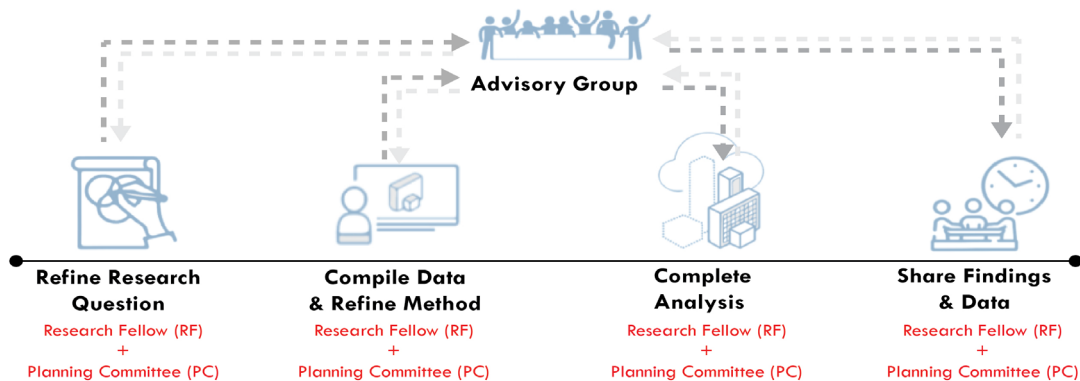 Advisory Group
Refine Research
Question
Research Fellow (RF)
+
Planning Committee (PC)
Compile Data
& Refine Method
Research Fellow (RF)
+
Planning Committee (PC)
Complete
Analysis
Research Fellow (RF)
+
Planning Committee (PC)
Share Findings
& Data
Research Fellow (RF)
+
Planning Committee (PC)